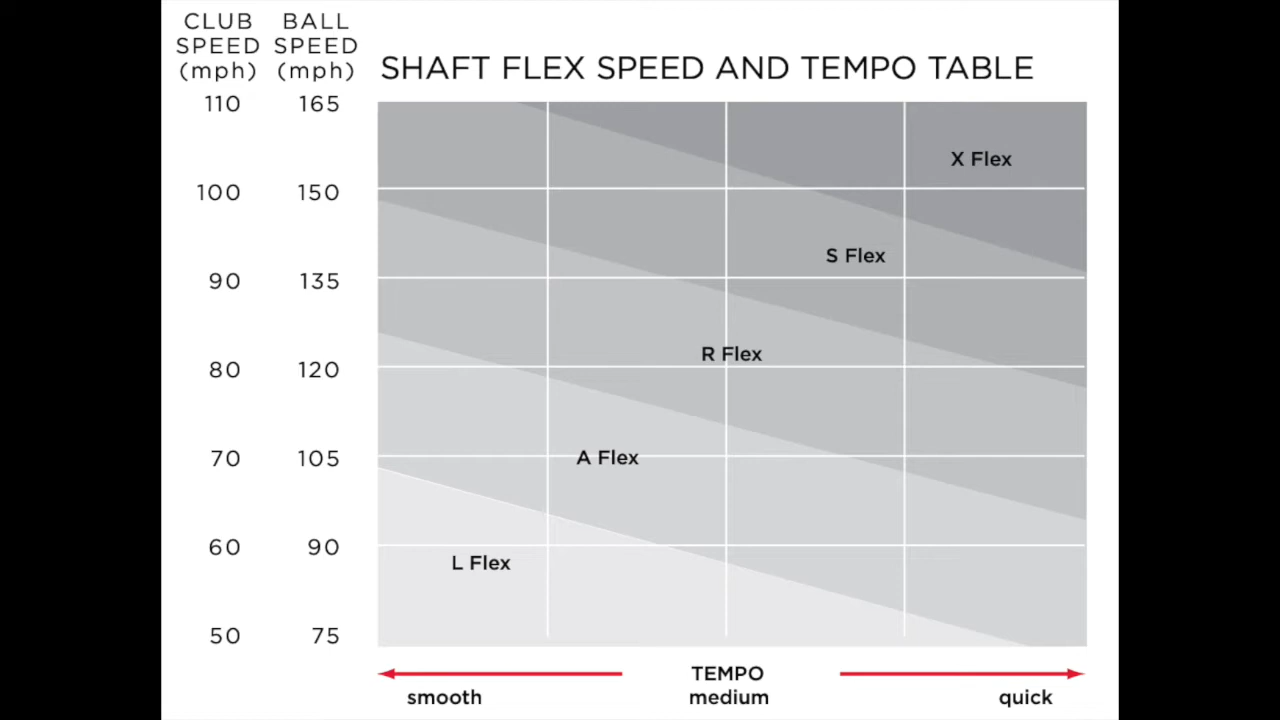 CLUB BALL
SPEED SPEED
(mph) (mph)
SHAFT FLEX SPEED AND TEMPO TABLE
110 165
X Flex
100 150
S Flex
90 135
R Flex
80 120
70 105
A Flex
60 90
L Flex
50 75
TEMPO
smooth medium quick